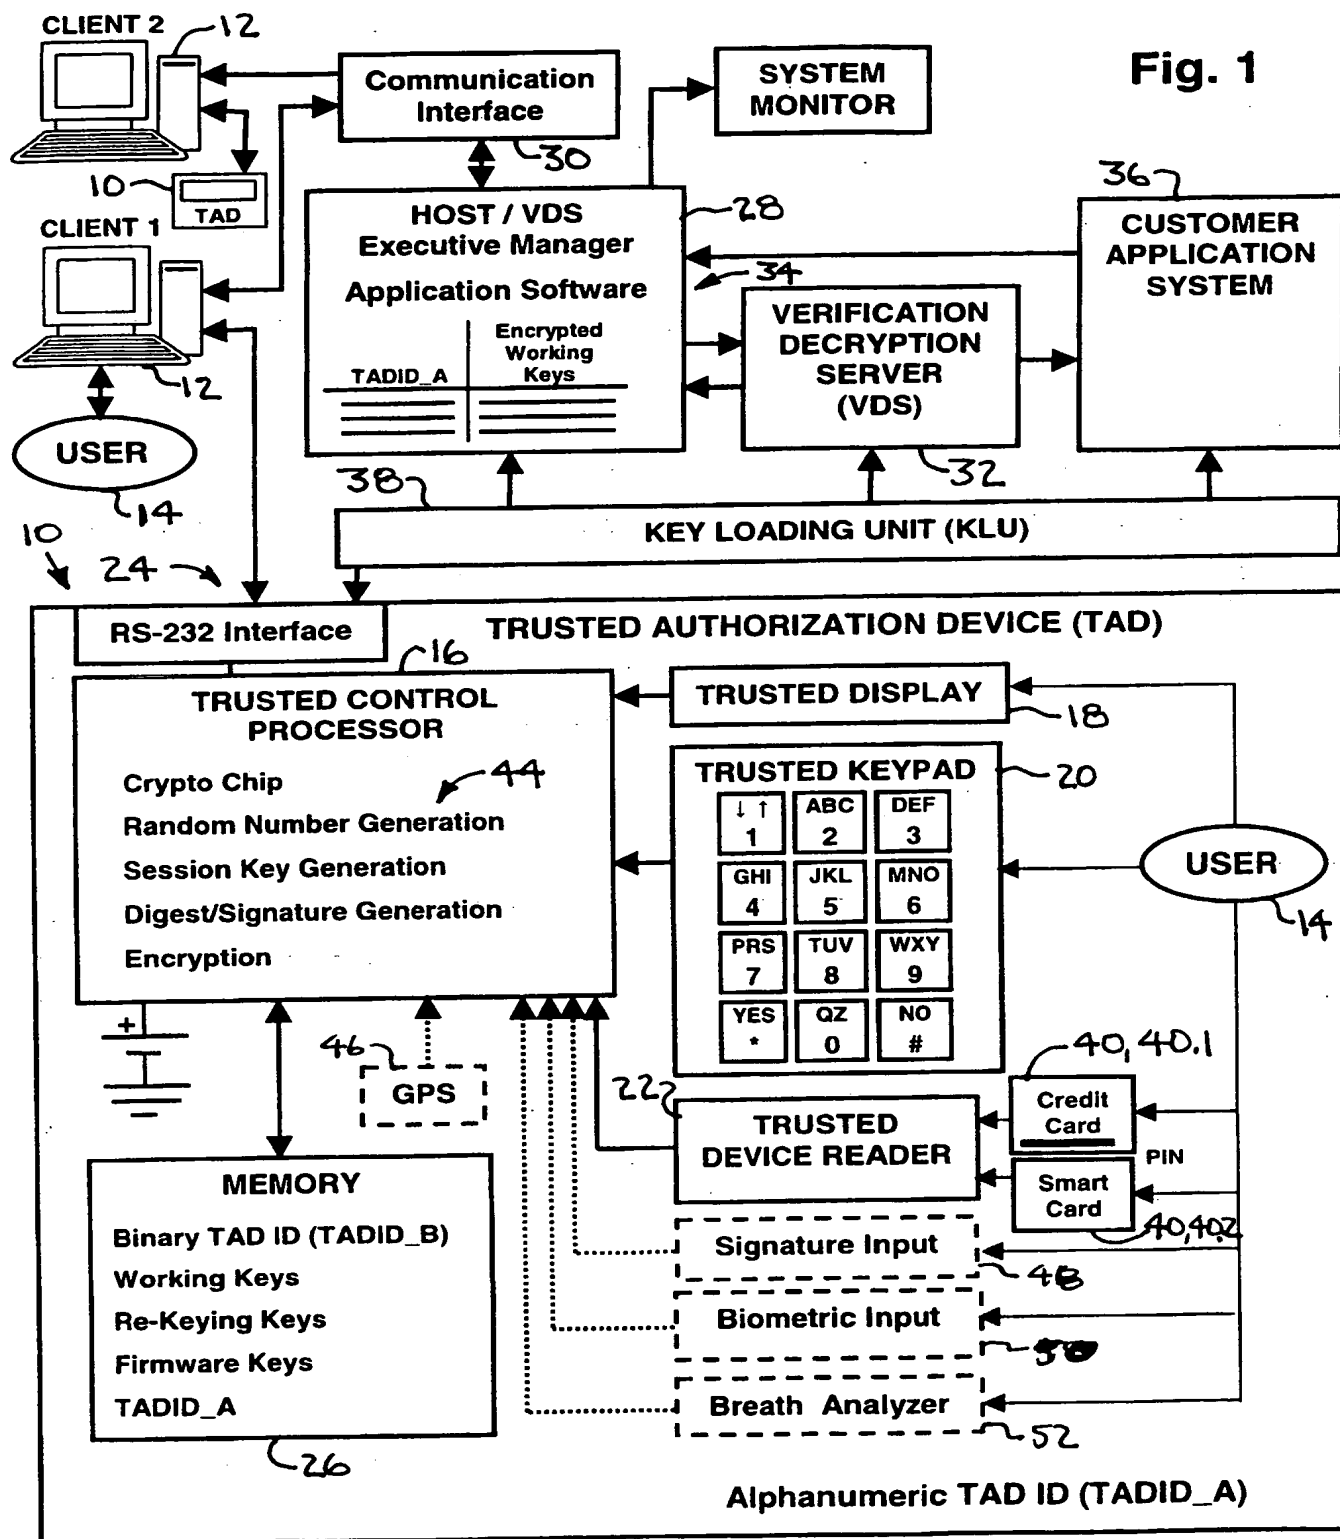 CLIENT 2
12
Communication
Interface
30
SYSTEM
MONITOR
Fig. 1
10
TAD
CLIENT 1
12
USER
14
HOST / VDS
Executive Manager
Application Software
TADID_A
Encrypted
Working
Keys
28
34
VERIFICATION
DECRYPTION
SERVER
(VDS)
32
36
CUSTOMER
APPLICATION
SYSTEM
38
KEY LOADING UNIT (KLU)
10
24
RS-232 Interface
TRUSTED AUTHORIZATION DEVICE (TAD)
16
TRUSTED CONTROL
PROCESSOR
Crypto Chip
44
Random Number Generation
Session Key Generation
Digest/Signature Generation
Encryption
TRUSTED DISPLAY
18
TRUSTED KEYPAD
20
↓ ↑ ABC DEF
1 2 3
GHI JKL MNO
4 5 6
PRS TUV WXY
7 8 9
YES QZ NO
* 0 #
USER
14
+
46
GPS
22
TRUSTED
DEVICE READER
40, 40.1
Credit
Card
PIN
Smart
Card
40, 40.2
MEMORY
Binary TAD ID (TADID_B)
Working Keys
Re-Keying Keys
Firmware Keys
TADID_A
26
Signature Input
48
Biometric Input
50
Breath Analyzer
52
Alphanumeric TAD ID (TADID_A)